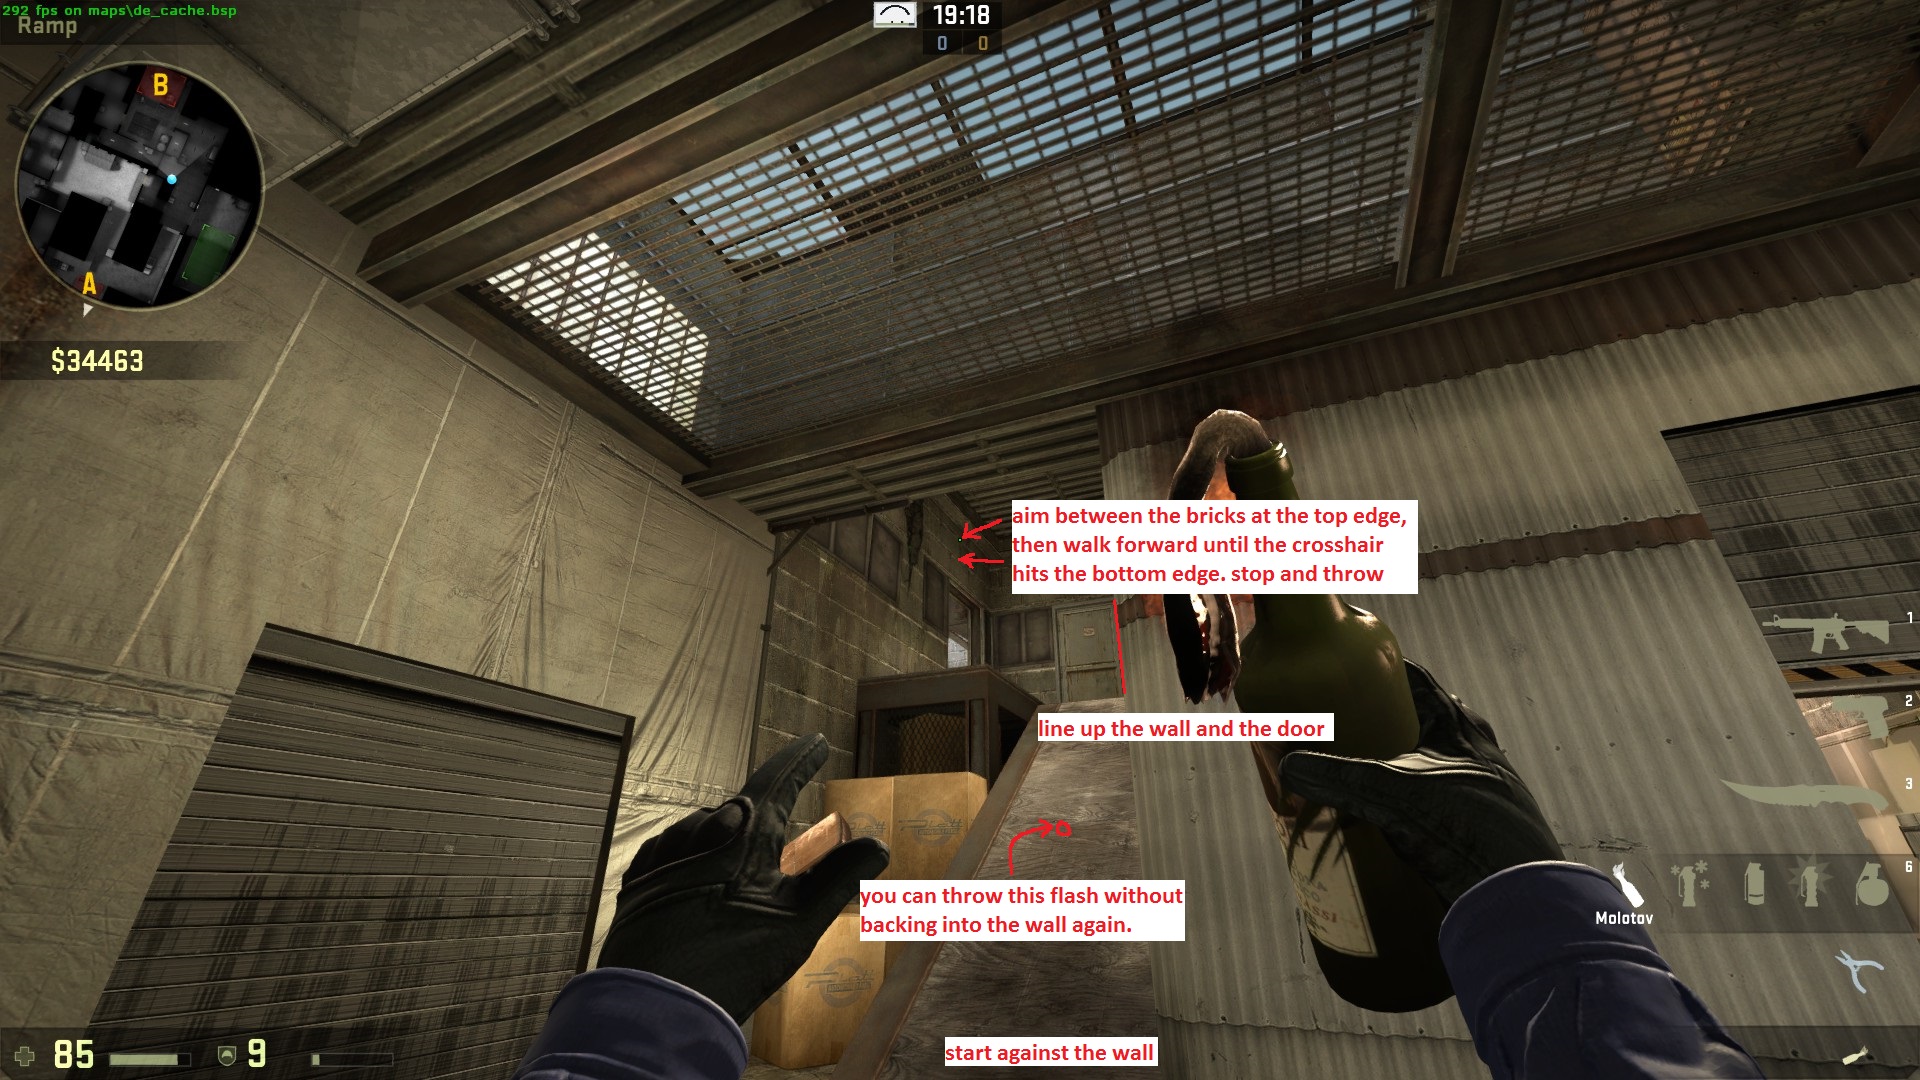 292 fps on maps\de_cache.bsp
Ramp
19:18
0 0
B
A
$34463
aim between the bricks at the top edge,
then walk forward until the crosshair
hits the bottom edge. stop and throw
line up the wall and the door
you can throw this flash without
backing into the wall again.
start against the wall
1
2
3
6
Molotov
85
9